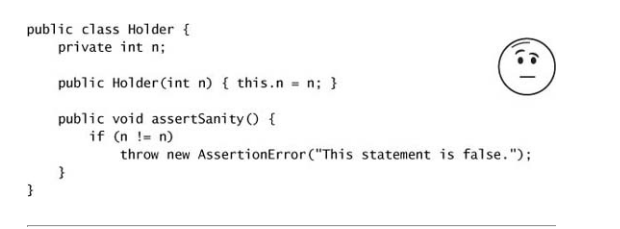 public class Holder {
    private int n;

    public Holder(int n) { this.n = n; }

    public void assertSanity() {
        if (n != n)
            throw new AssertionError("This statement is false.");
    }
}